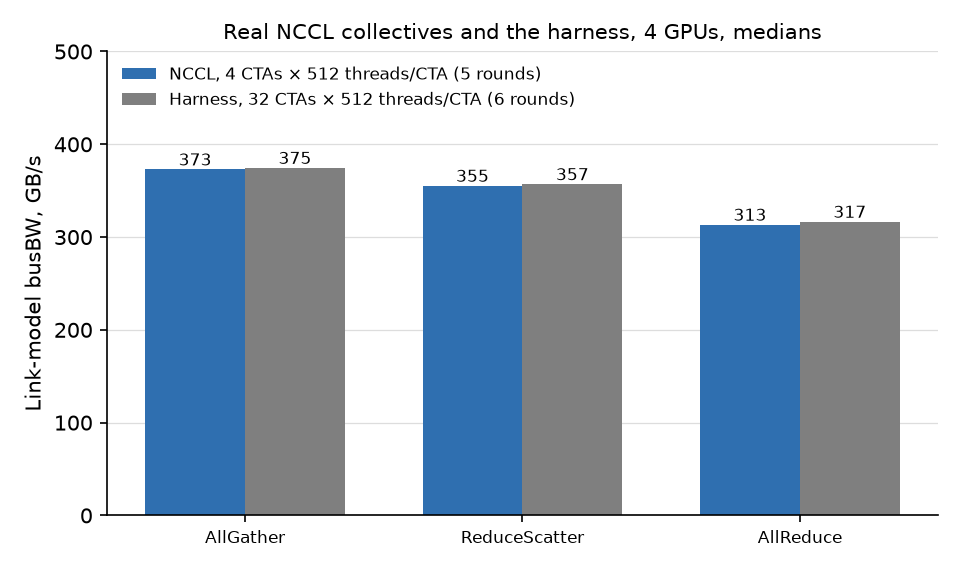 Real NCCL collectives and the harness, 4 GPUs, medians
Link-model busBW, GB/s
500
400
300
200
100
0
NCCL, 4 CTAs × 512 threads/CTA (5 rounds)
Harness, 32 CTAs × 512 threads/CTA (6 rounds)
373
375
355
357
313
317
AllGather
ReduceScatter
AllReduce